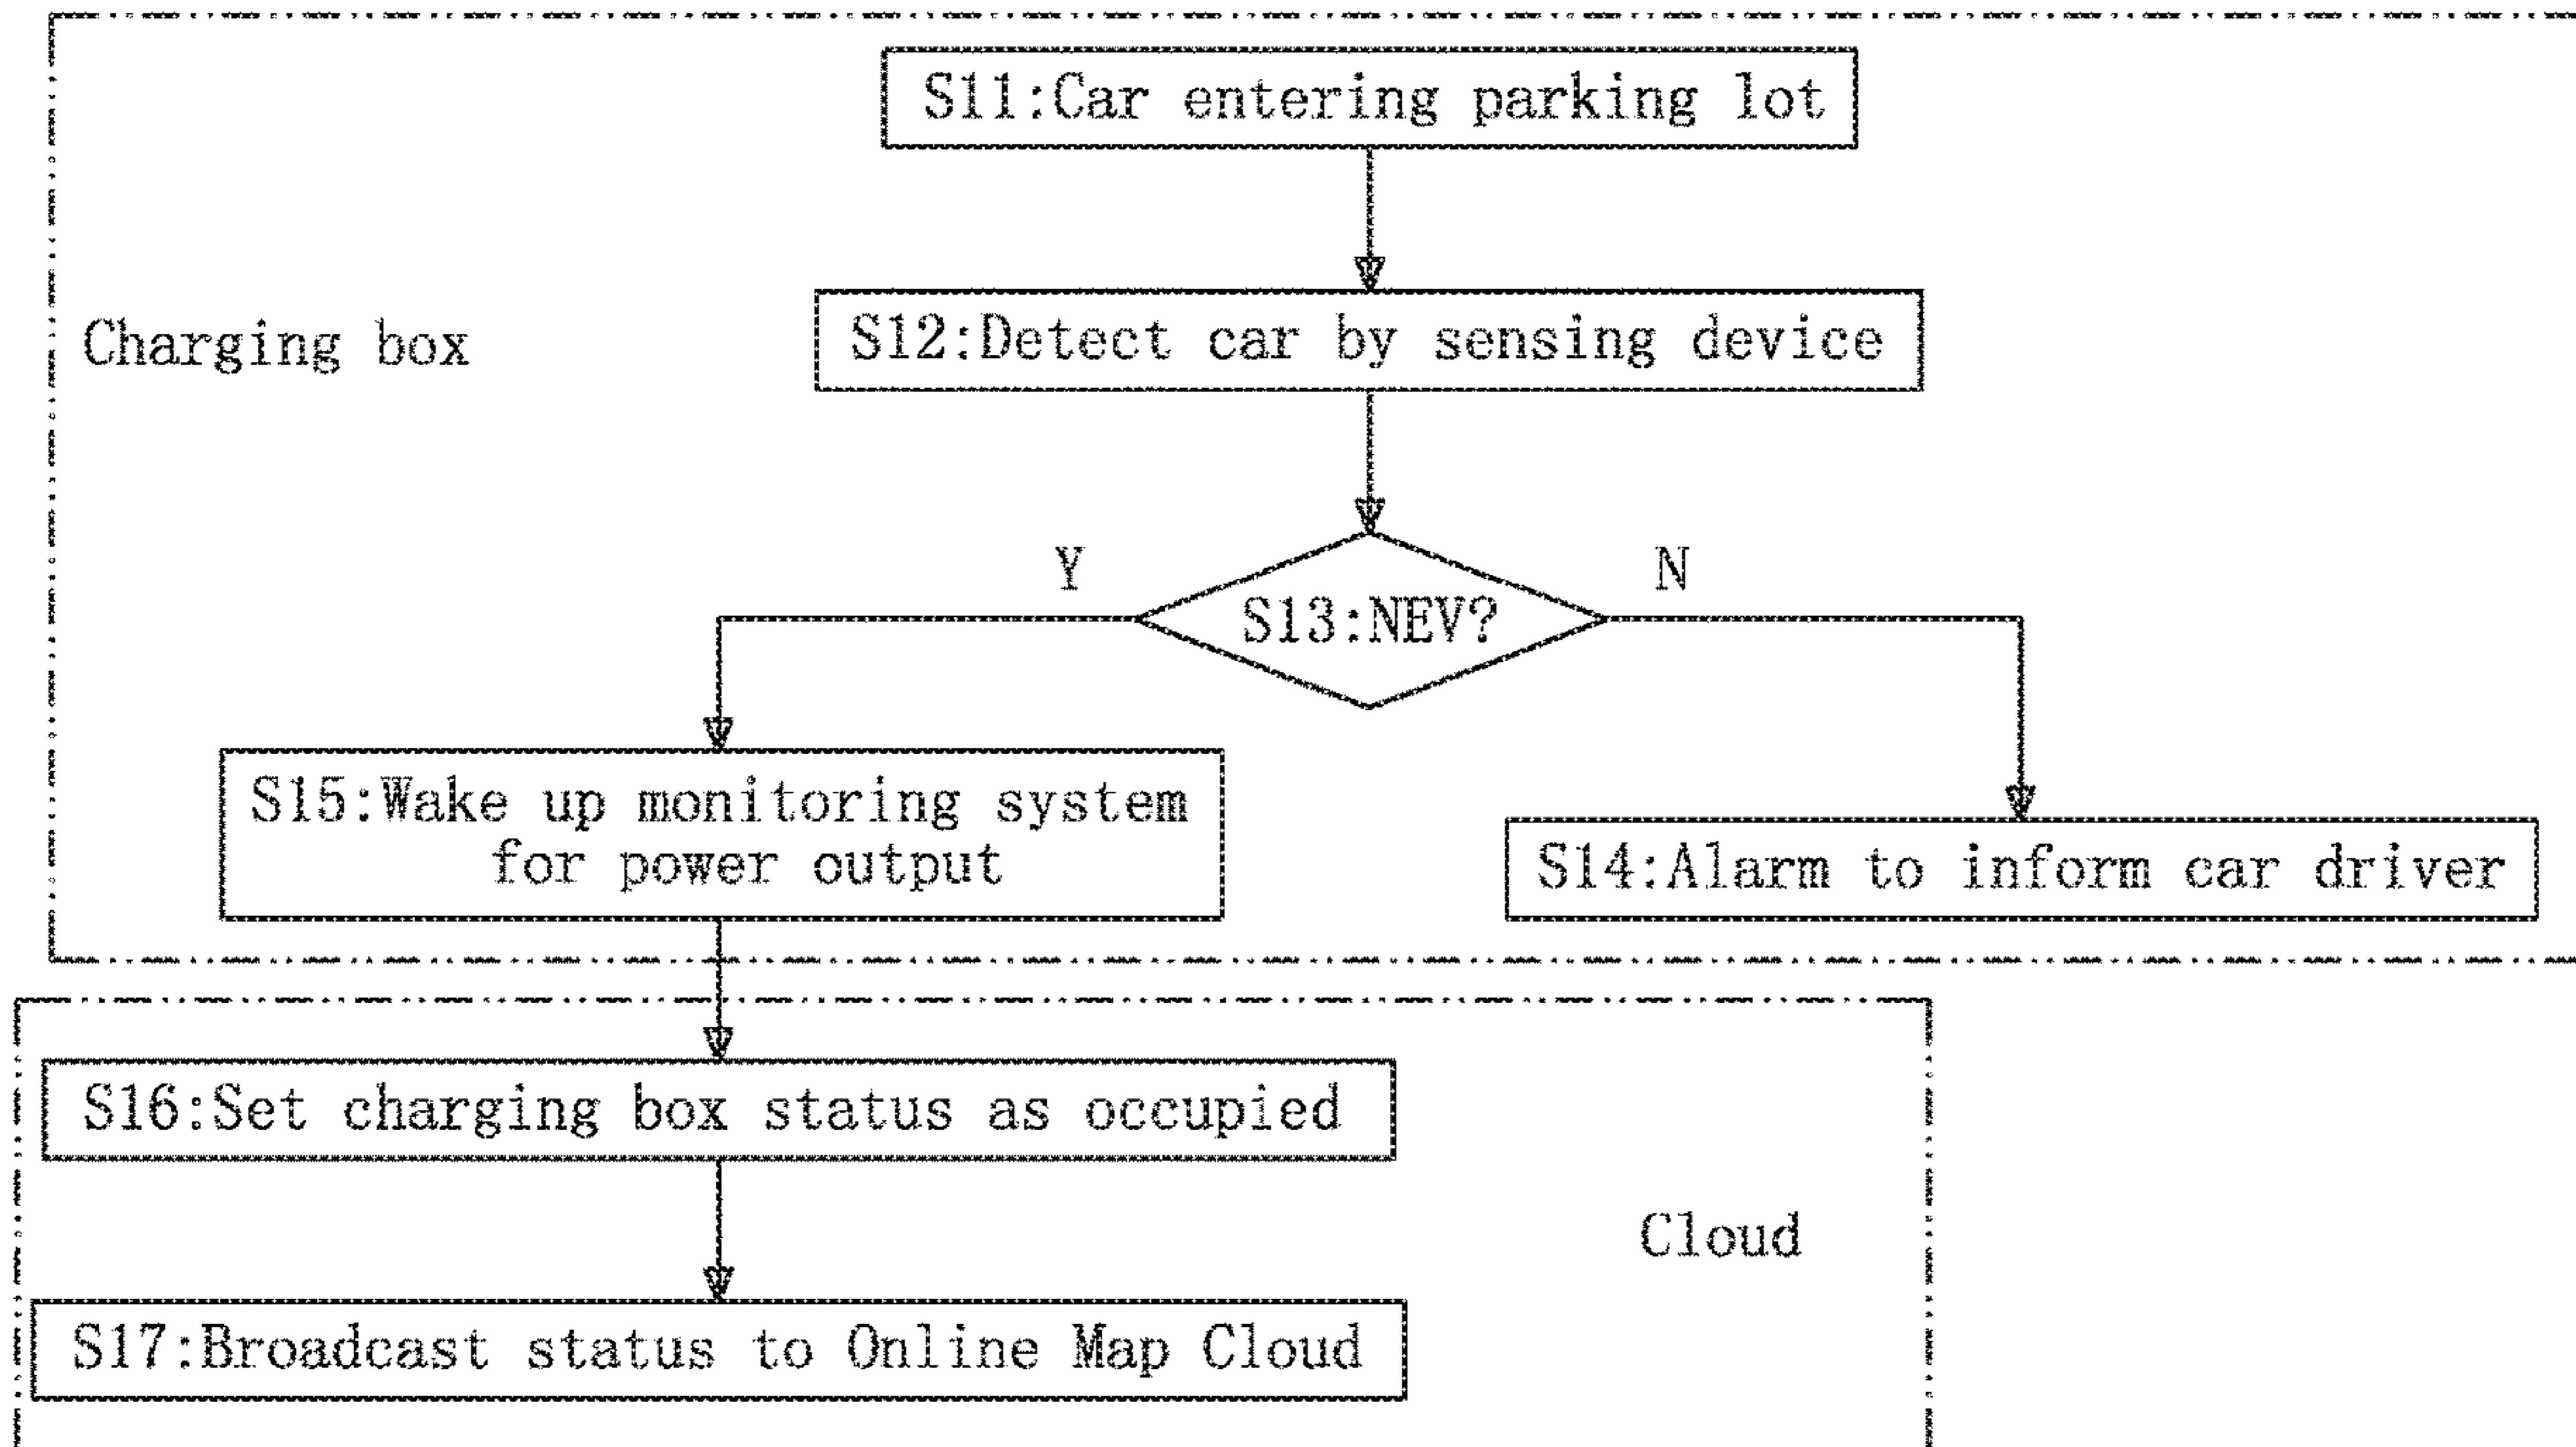 S11:Car entering parking lot
Charging box
S12:Detect car by sensing device
Y
N
S13:NEV?
S15:Wake up monitoring system
for power output
S14:Alarm to inform car driver
S16:Set charging box status as occupied
Cloud
S17:Broadcast status to Online Map Cloud